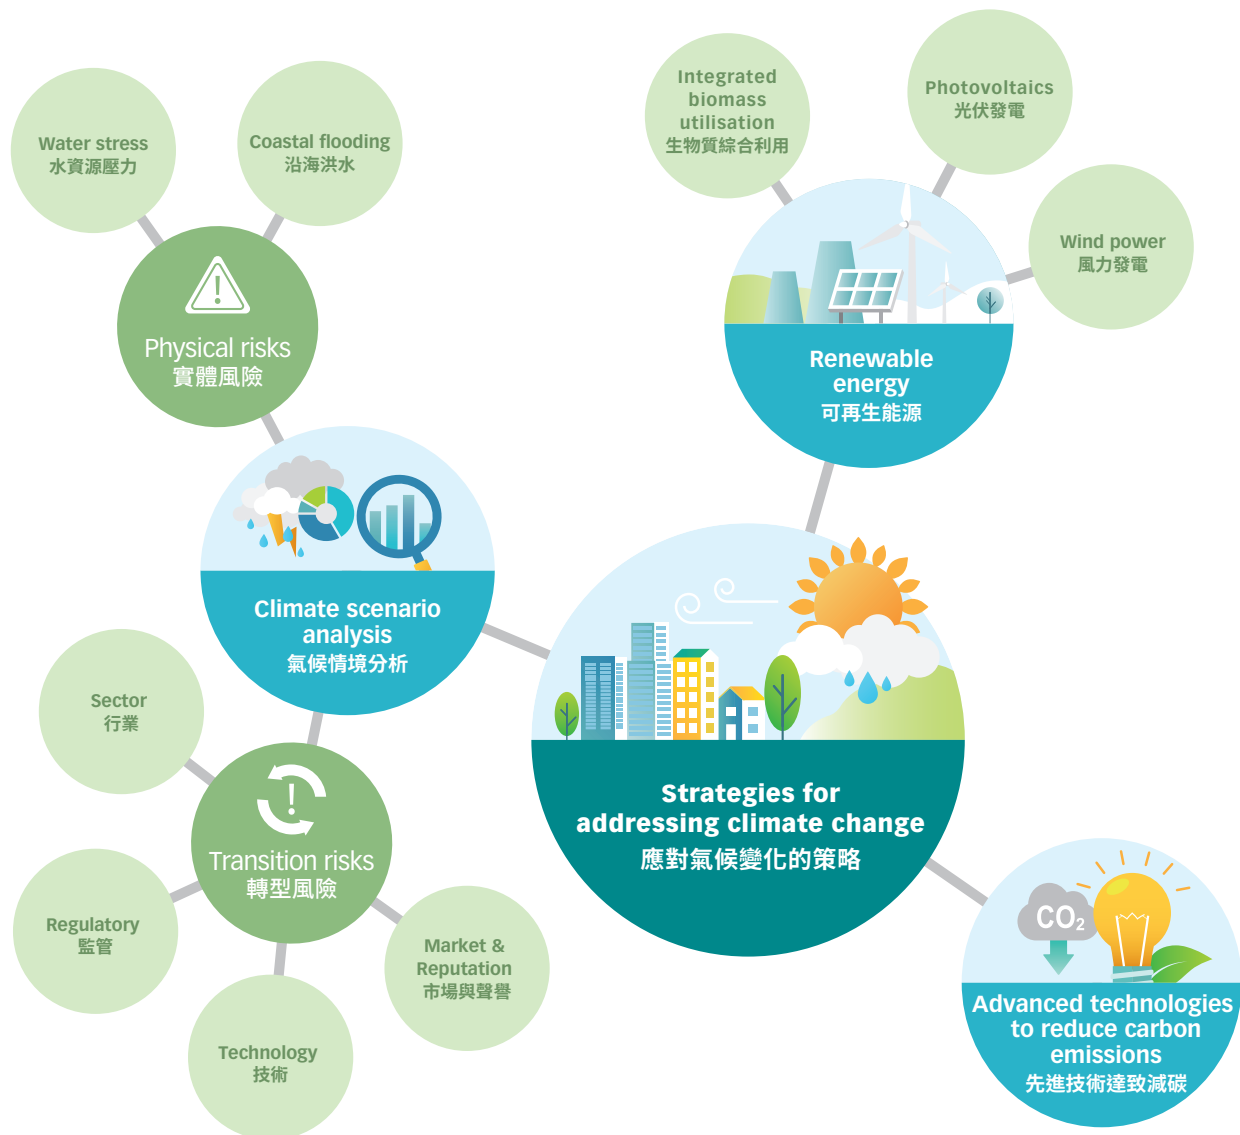 Water stress
水資源壓力
Coastal flooding
沿海洪水
Physical risks
實體風險
Integrated
biomass
utilisation
生物質綜合利用
Photovoltaics
光伏發電
Wind power
風力發電
Renewable
energy
可再生能源
Climate scenario
analysis
氣候情境分析
Sector
行業
Transition risks
轉型風險
Regulatory
監管
Technology
技術
Market &
Reputation
市場與聲譽
Strategies for
addressing climate change
應對氣候變化的策略
CO₂
Advanced technologies
to reduce carbon
emissions
先進技術達致減碳